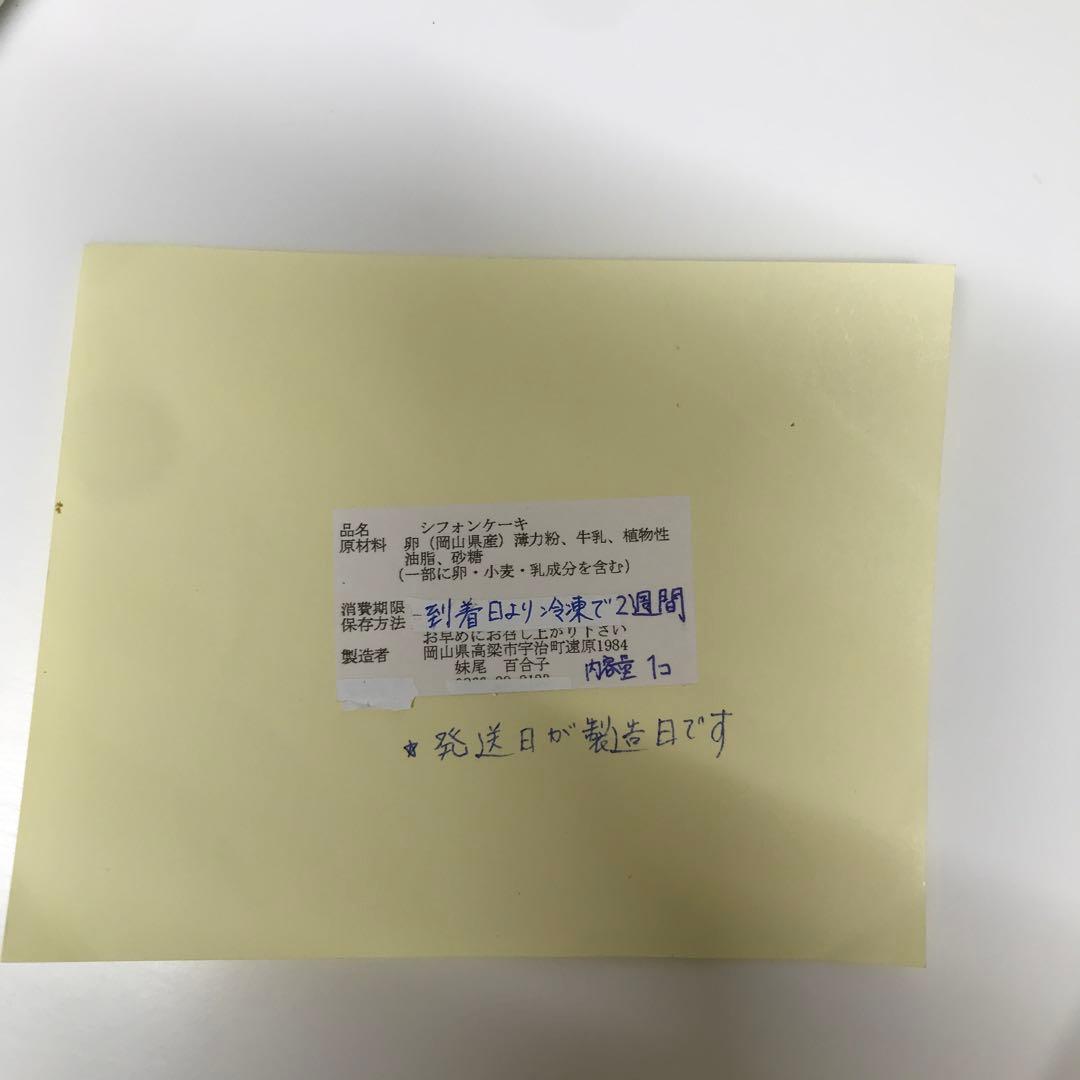 品名 シフォンケーキ
原材料 卵（岡山県産）薄力粉、牛乳、植物性
油脂、砂糖
（一部に卵・小麦・乳成分を含む）
消費期限 到着日より冷凍で2週間
保存方法
お早めにお召し上がり下さい
製造者 岡山県高梁市宇治町遠原1984
妹尾 百合子
内容量 1コ
☆発送日が製造日です